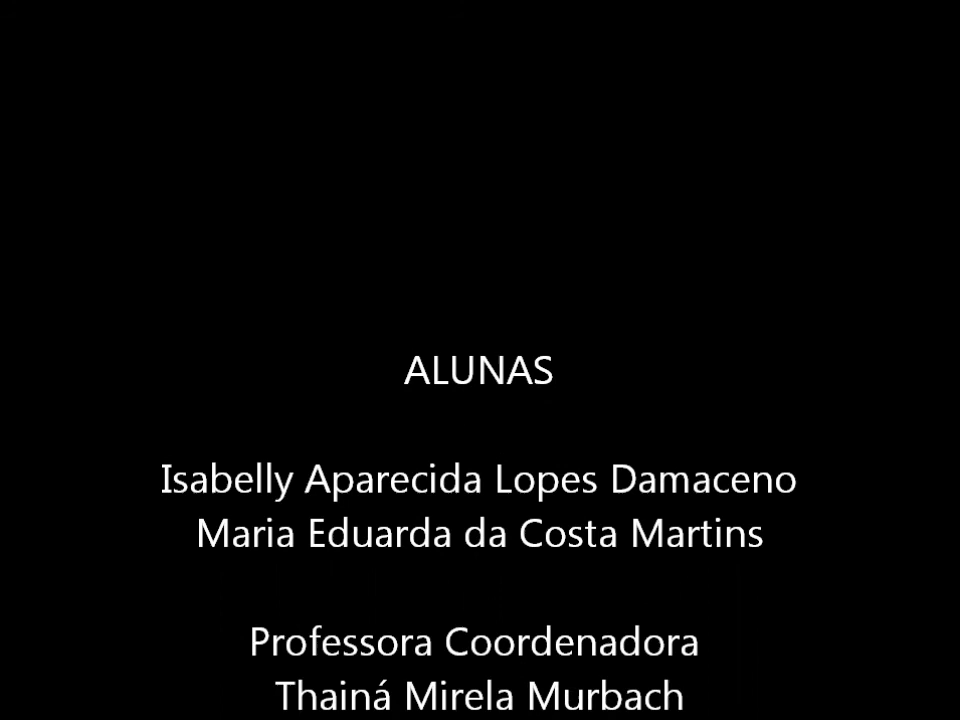 ALUNAS
Isabelly Aparecida Lopes Damaceno
Maria Eduarda da Costa Martins
Professora Coordenadora
Thainá Mirela Murbach